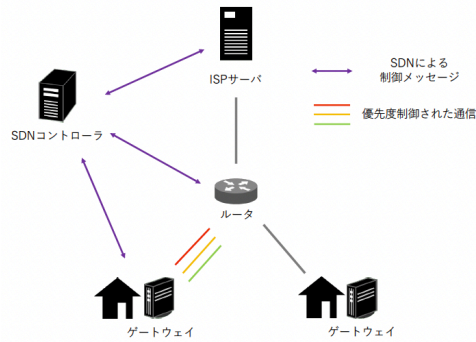 ISPサーバ
SDNによる
制御メッセージ
優先度制御された通信
SDNコントローラ
ルータ
ゲートウェイ
ゲートウェイ